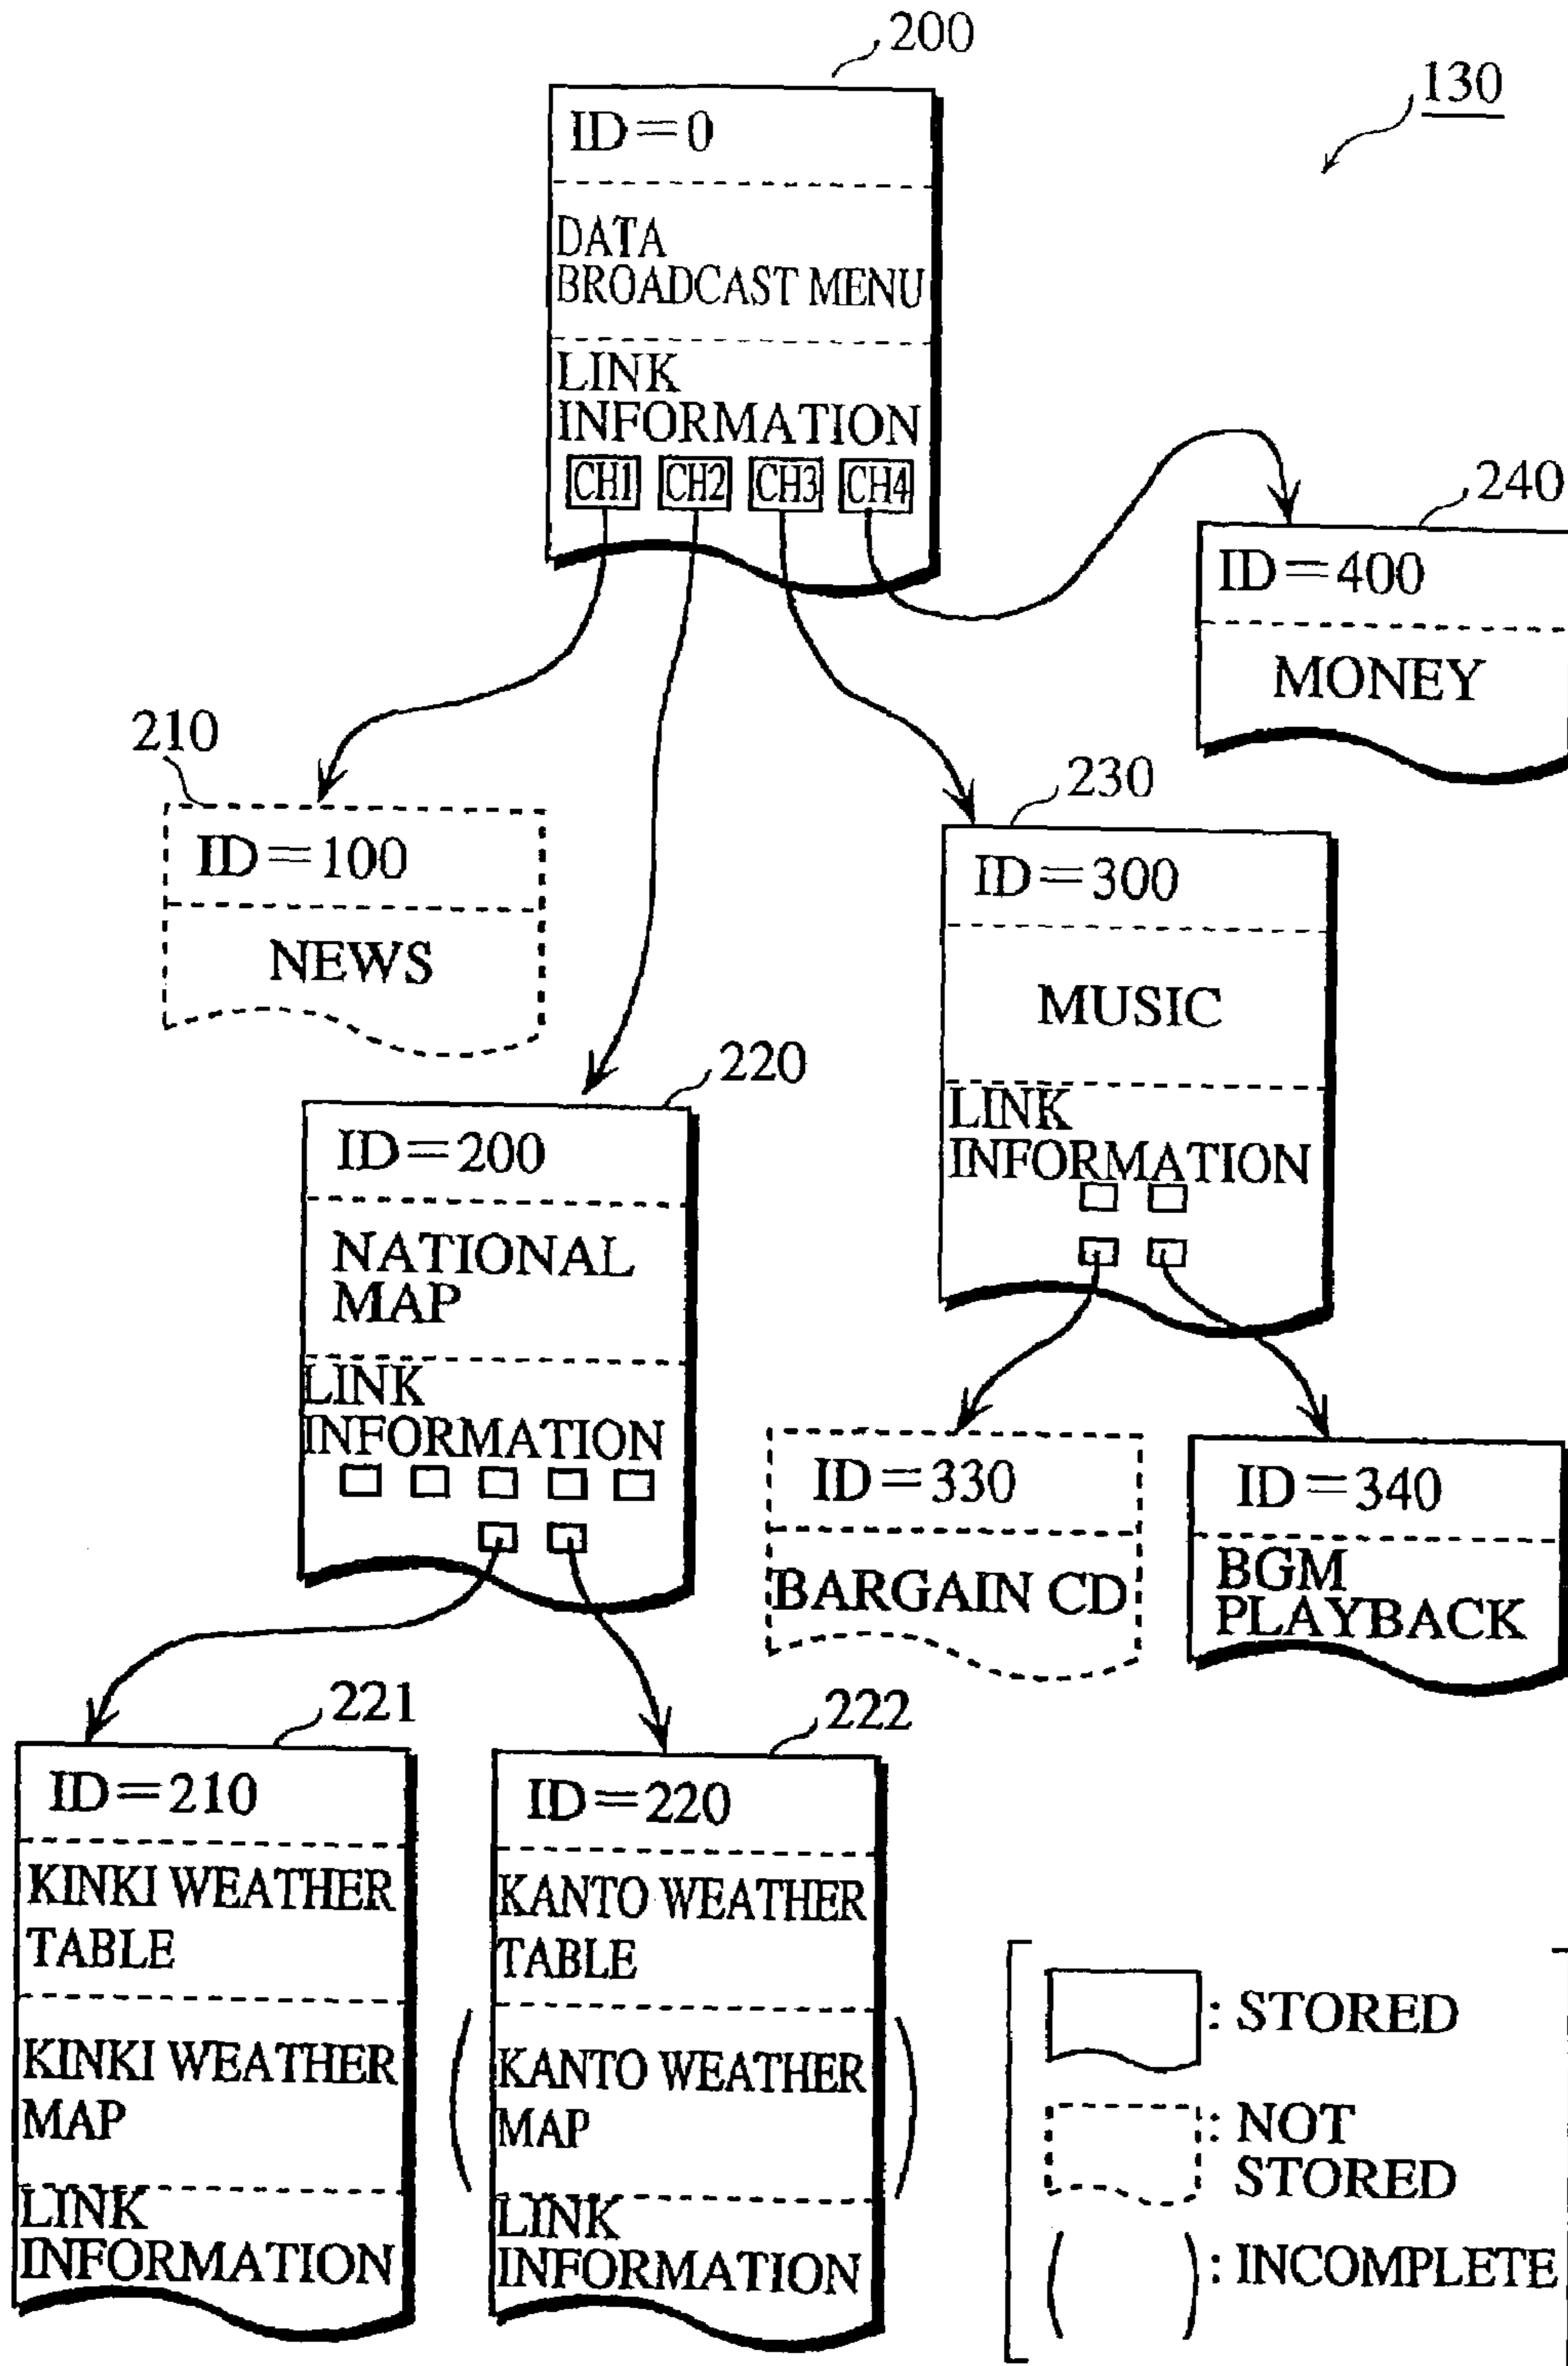 200
130
ID=0
DATA
BROADCAST MENU
LINK
INFORMATION
CH1 CH2 CH3 CH4
240
ID=400
MONEY
210
ID=100
NEWS
230
ID=300
MUSIC
LINK
INFORMATION
220
ID=200
NATIONAL
MAP
LINK
INFORMATION
ID=330
BARGAIN CD
ID=340
BGM
PLAYBACK
221
ID=210
KINKI WEATHER
TABLE
KINKI WEATHER
MAP
LINK
INFORMATION
222
ID=220
KANTO WEATHER
TABLE
( KANTO WEATHER
MAP )
LINK
INFORMATION
: STORED
: NOT
STORED
( ) : INCOMPLETE